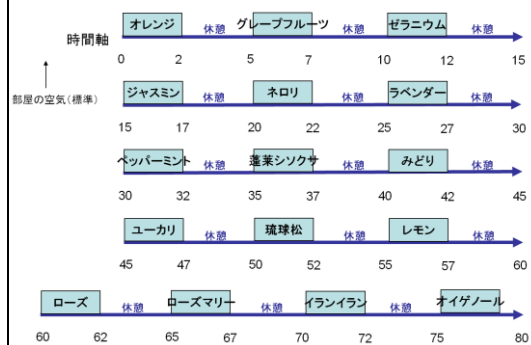 オレンジ 休憩 グレープフルーツ 休憩 ゼラニウム 休憩
時間軸
0 2 5 7 10 12 15
部屋の空気(標準)
ジャスミン 休憩 ネロリ 休憩 ラベンダー 休憩
15 17 20 22 25 27 30
ペッパーミント 休憩 蓬莱シソクサ 休憩 みどり 休憩
30 32 35 37 40 42 45
ユーカリ 休憩 琉球松 休憩 レモン 休憩
45 47 50 52 55 57 60
ローズ 休憩 ローズマリー 休憩 イランイラン 休憩 オイゲノール
60 62 65 67 70 72 75 80